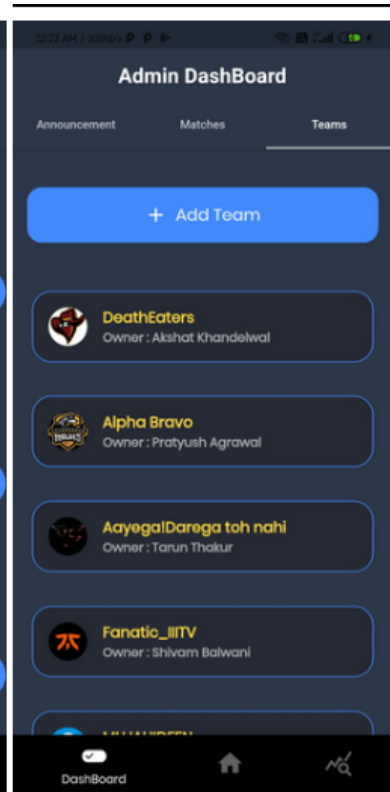 Admin DashBoard
Announcement Matches Teams
+ Add Team
DeathEaters
Owner : Akshat Khandelwal
Alpha Bravo
Owner : Pratyush Agrawal
Aayega!Darega toh nahi
Owner : Tarun Thakur
Fanatic_IIITV
Owner : Shivam Balwani
DashBoard